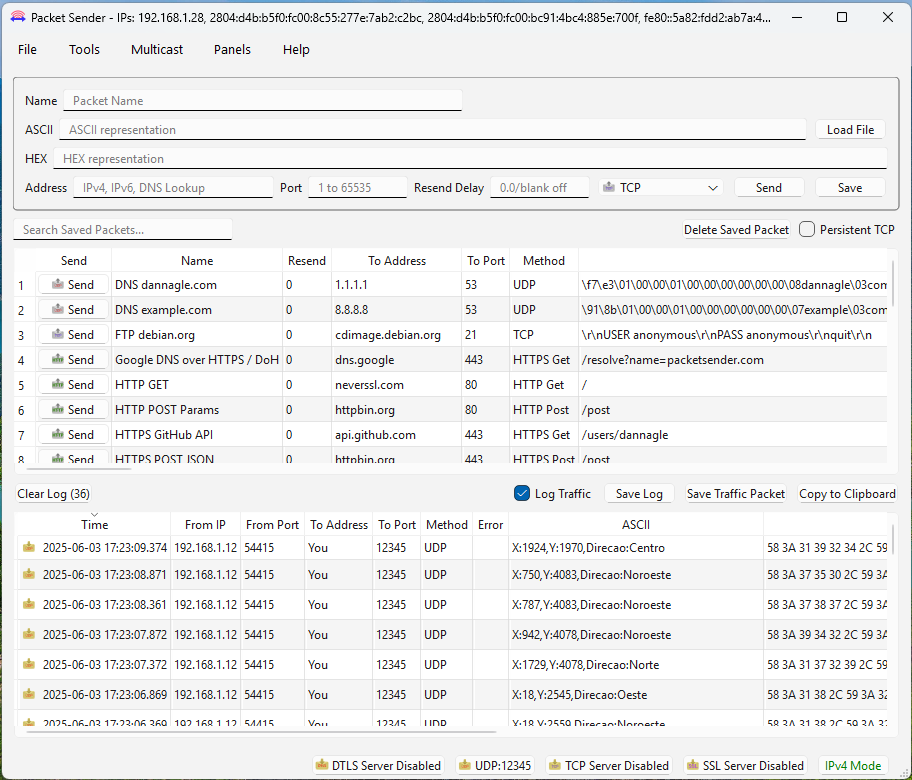 Packet Sender - IPs: 192.168.1.28, 2804:d4b:b5f0:fc00:8c55:277e:7ab2:c2bc, 2804:d4b:b5f0:fc00:bc91:4bc4:885e:700f, fe80::5a82:fdd2:ab7a:4...
File Tools Multicast Panels Help
Name Packet Name
ASCII ASCII representation Load File
HEX HEX representation
Address IPv4, IPv6, DNS Lookup Port 1 to 65535 Resend Delay 0.0/blank off TCP Send Save
Search Saved Packets... Delete Saved Packet Persistent TCP
Send Name Resend To Address To Port Method
1 Send DNS dannagle.com 0 1.1.1.1 53 UDP \f7\e3\01\00\00\01\00\00\00\00\00\00\08dannagle\03com
2 Send DNS example.com 0 8.8.8.8 53 UDP \91\8b\01\00\00\01\00\00\00\00\00\00\07example\03com
3 Send FTP debian.org 0 cdimage.debian.org 21 TCP \r\nUSER anonymous\r\nPASS anonymous\r\nquit\r\n
4 Send Google DNS over HTTPS / DoH 0 dns.google 443 HTTPS Get /resolve?name=packetsender.com
5 Send HTTP GET 0 neverssl.com 80 HTTP Get /
6 Send HTTP POST Params 0 httpbin.org 80 HTTP Post /post
7 Send HTTPS GitHub API 0 api.github.com 443 HTTPS Get /users/dannagle
8 Send HTTPS POST JSON 0 httpbin.org 443 HTTPS Post /post
Clear Log (36) Log Traffic Save Log Save Traffic Packet Copy to Clipboard
Time From IP From Port To Address To Port Method Error ASCII
2025-06-03 17:23:09.374 192.168.1.12 54415 You 12345 UDP X:1924,Y:1970,Direcao:Centro 58 3A 31 39 32 34 2C 59
2025-06-03 17:23:08.871 192.168.1.12 54415 You 12345 UDP X:750,Y:4083,Direcao:Noroeste 58 3A 37 35 30 2C 59 3A
2025-06-03 17:23:08.361 192.168.1.12 54415 You 12345 UDP X:787,Y:4083,Direcao:Noroeste 58 3A 37 38 37 2C 59 3A
2025-06-03 17:23:07.872 192.168.1.12 54415 You 12345 UDP X:942,Y:4078,Direcao:Noroeste 58 3A 39 34 32 2C 59 3A
2025-06-03 17:23:07.372 192.168.1.12 54415 You 12345 UDP X:1729,Y:4078,Direcao:Norte 58 3A 31 37 32 39 2C 59
2025-06-03 17:23:06.869 192.168.1.12 54415 You 12345 UDP X:18,Y:2545,Direcao:Oeste 58 3A 31 38 2C 59 3A 32
2025-06-03 17:23:06.369 192.168.1.12 54415 You 12345 UDP X:18,Y:2559,Direcao:Noroeste 58 3A 31 38 2C 59 3A 32
DTLS Server Disabled UDP:12345 TCP Server Disabled SSL Server Disabled IPv4 Mode